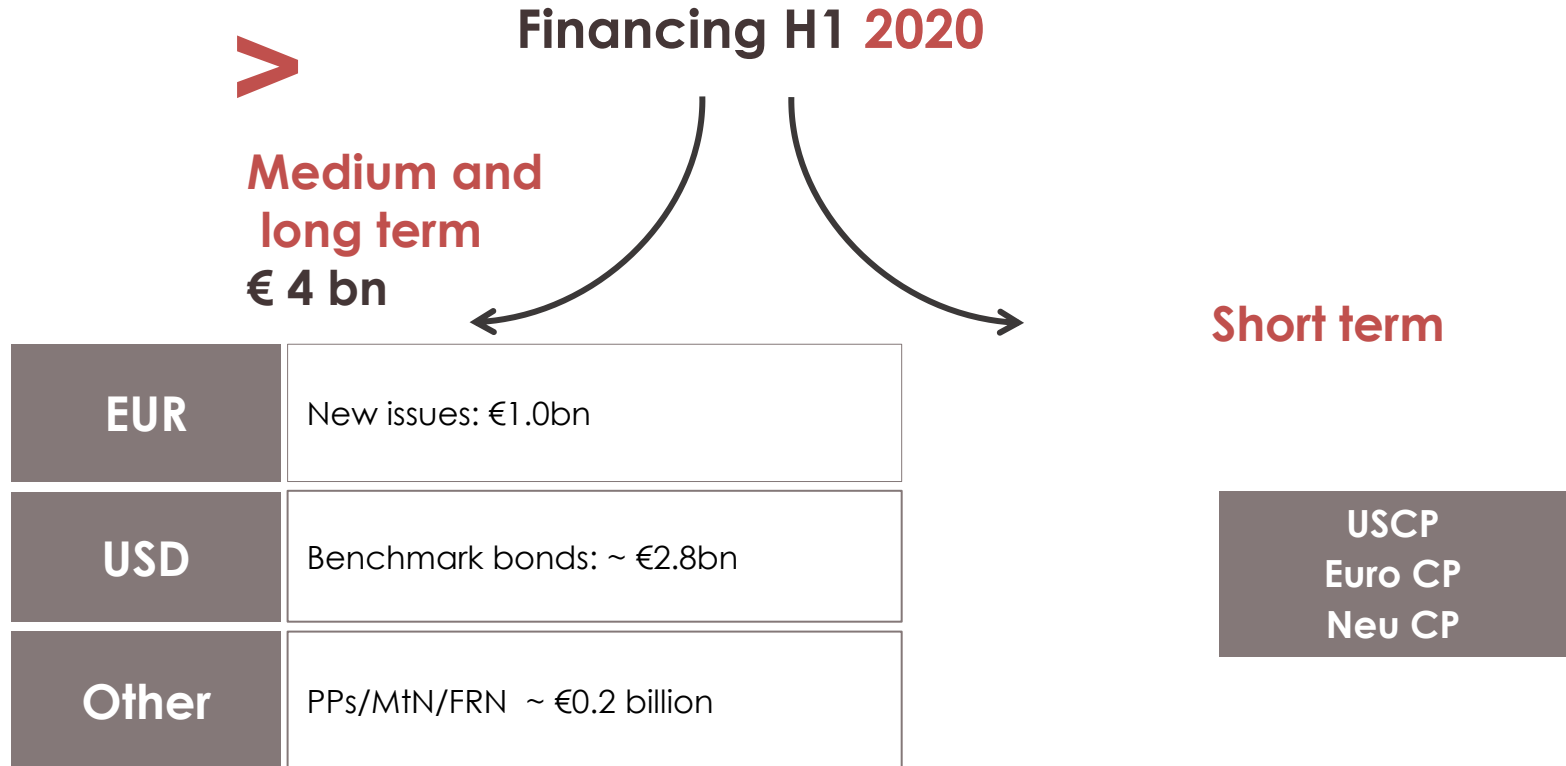 Financing H1 2020
>
Medium and
long term
€ 4 bn
Short term
EUR
New issues: €1.0bn
USD
Benchmark bonds: ~ €2.8bn
Other
PPs/MtN/FRN ~ €0.2 billion
USCP
Euro CP
Neu CP